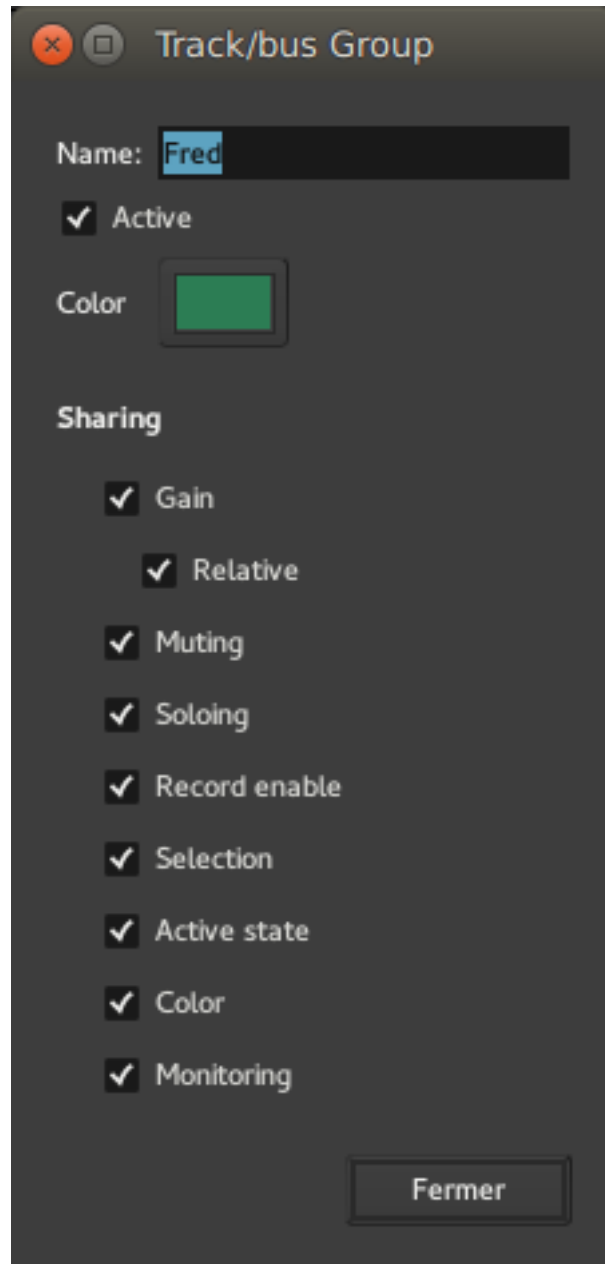 Track/bus Group
Name: Fred
Active
Color
Sharing
Gain
Relative
Muting
Soloing
Record enable
Selection
Active state
Color
Monitoring
Fermer